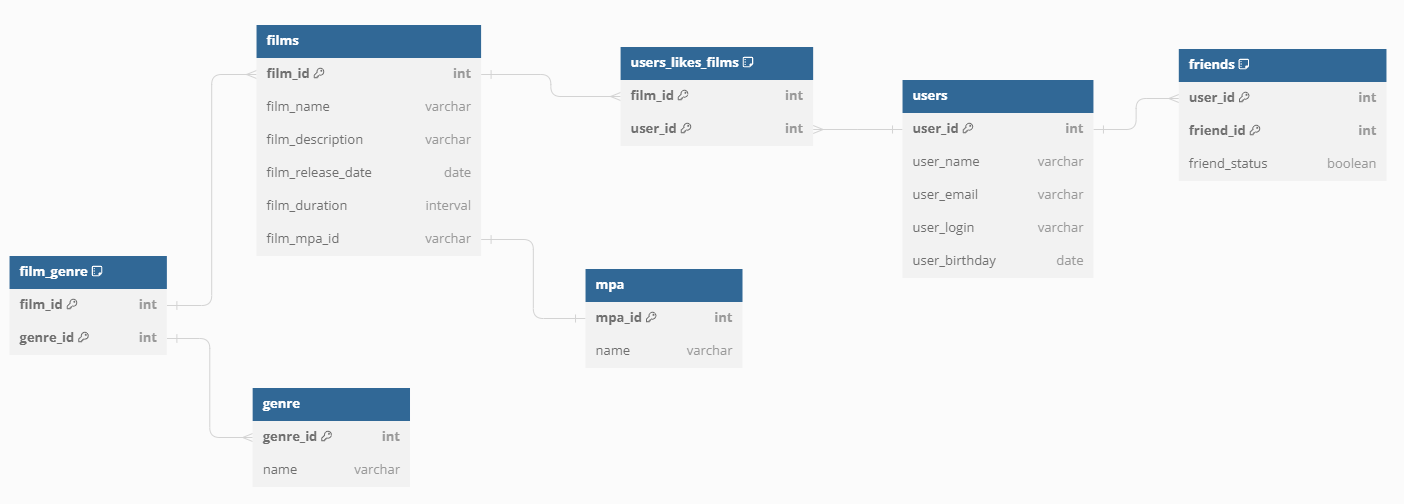 films
film_id int
film_name varchar
film_description varchar
film_release_date date
film_duration interval
film_mpa_id varchar
users_likes_films
film_id int
user_id int
users
user_id int
user_name varchar
user_email varchar
user_login varchar
user_birthday date
friends
user_id int
friend_id int
friend_status boolean
film_genre
film_id int
genre_id int
mpa
mpa_id int
name varchar
genre
genre_id int
name varchar